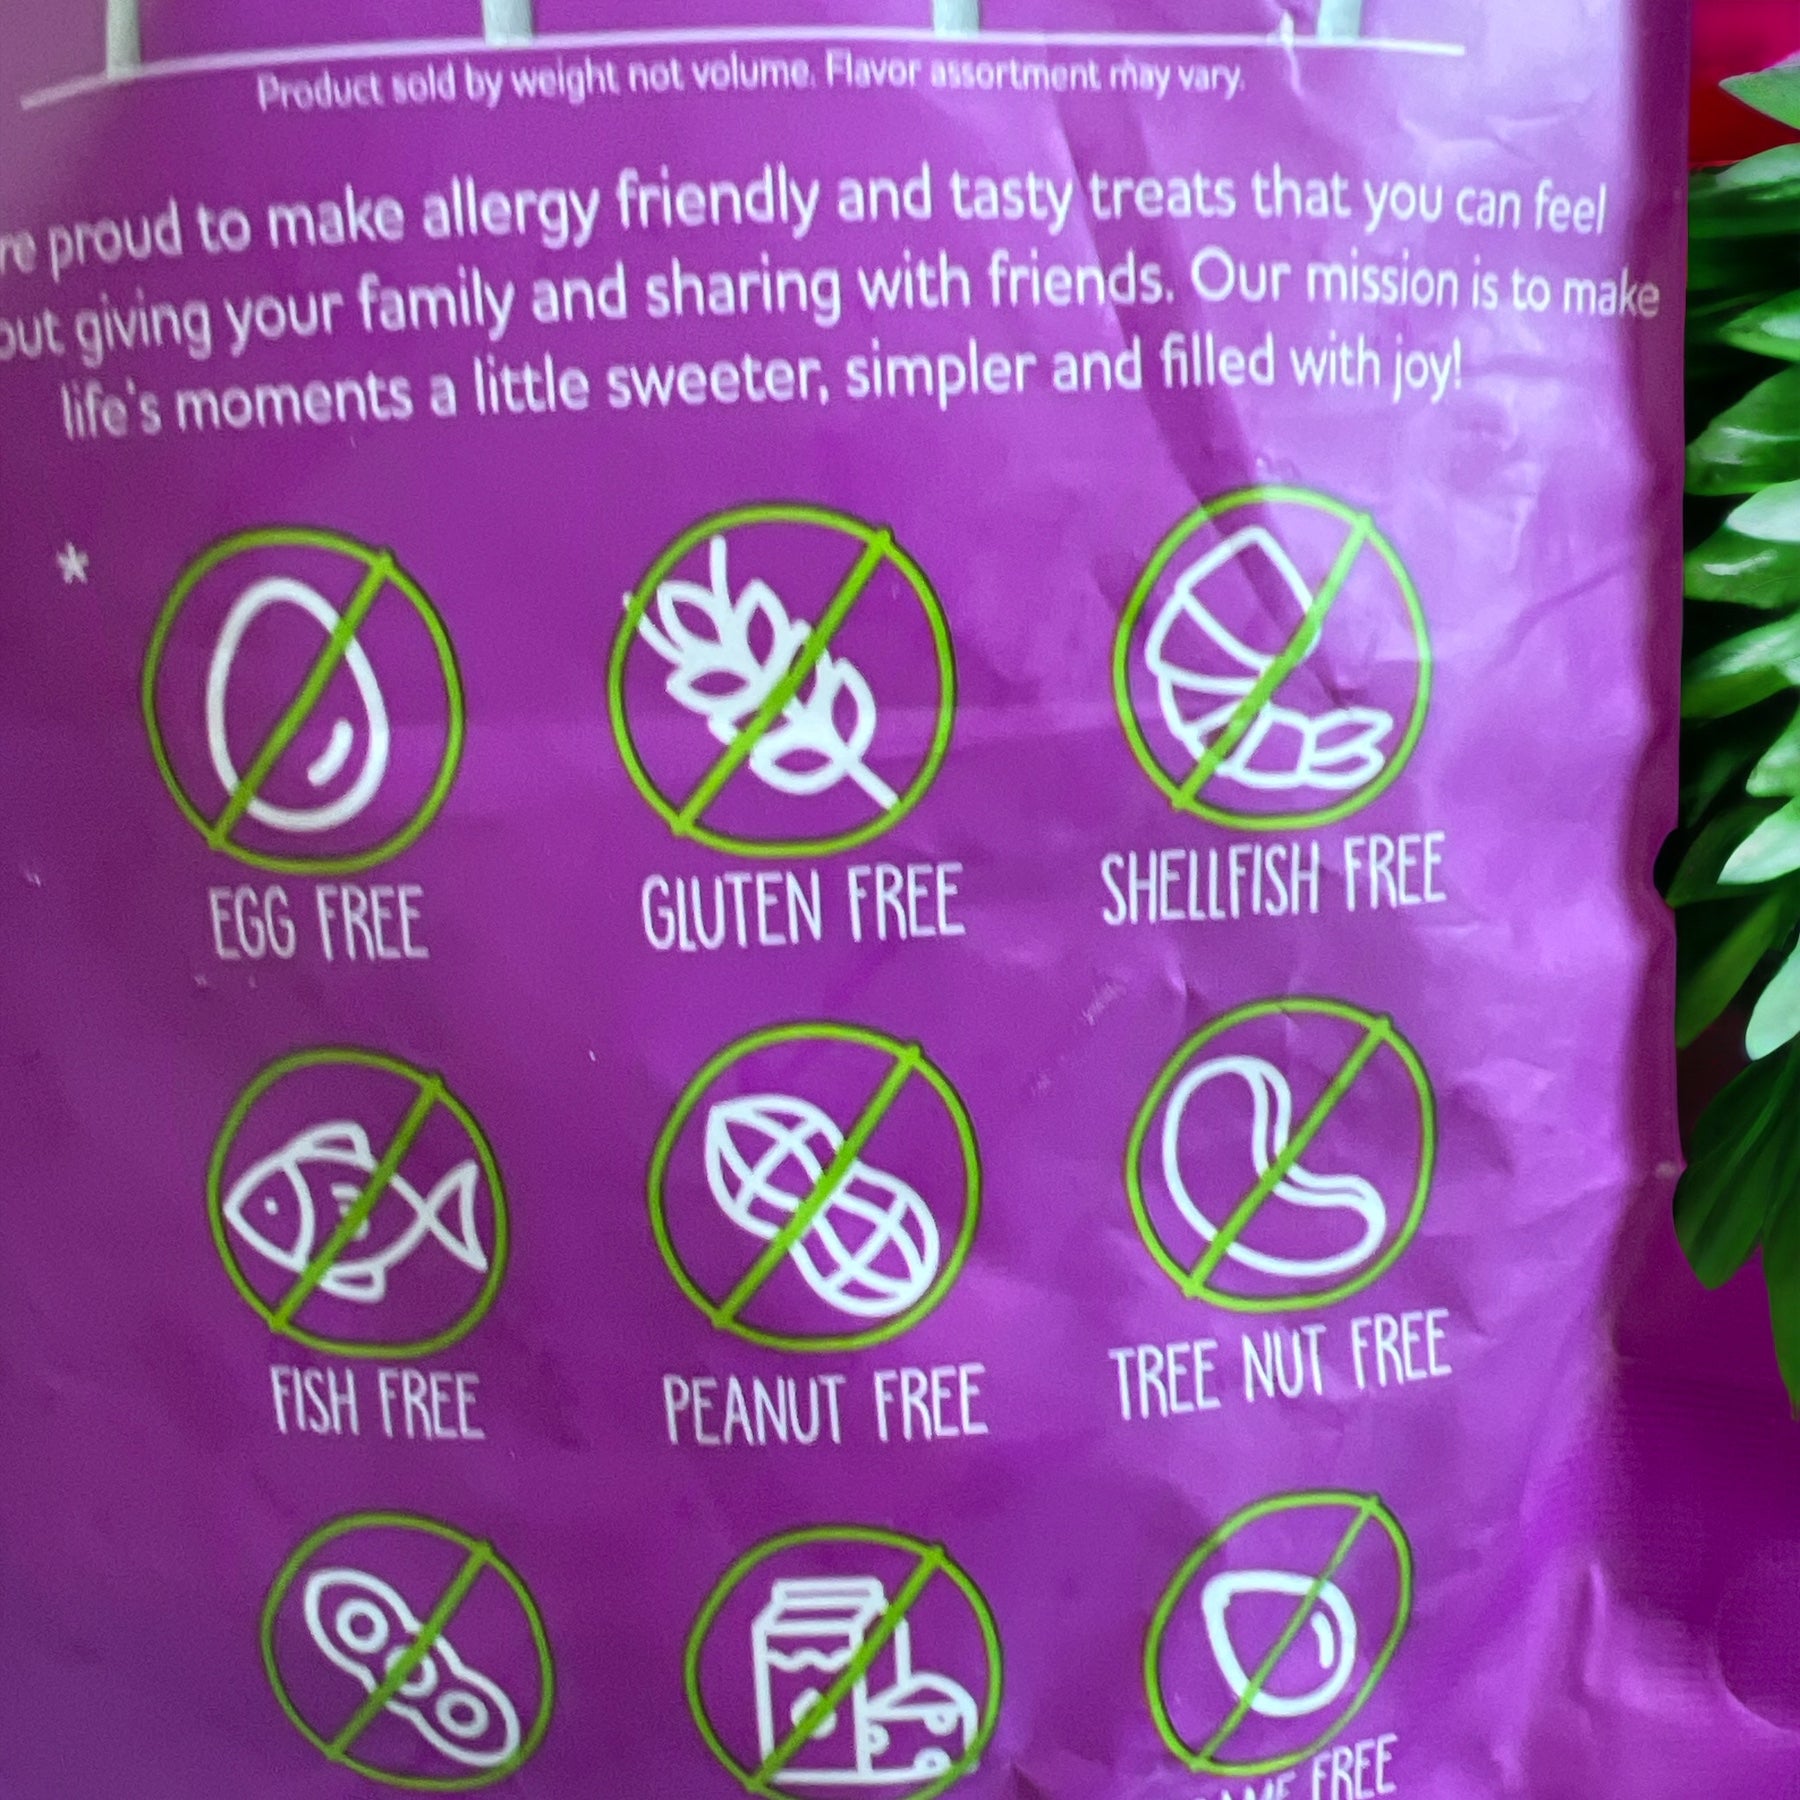 Product sold by weight not volume. Flavor assortment may vary.
proud to make allergy friendly and tasty treats that you can feel
giving your family and sharing with friends. Our mission is to make
life's moments a little sweeter, simpler and filled with joy!
*
EGG FREE
GLUTEN FREE
SHELLFISH FREE
FISH FREE
PEANUT FREE
TREE NUT FREE
FREE